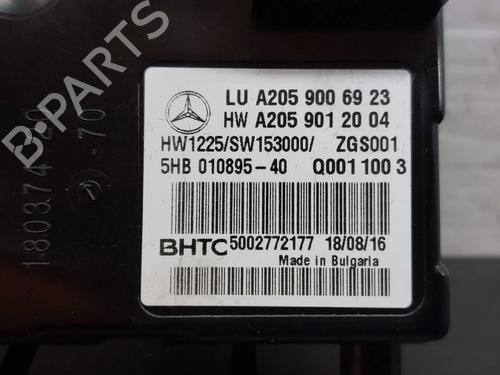 LU A205 900 69 23
HW A205 901 20 04
HW1225/SW153000/ ZGS001
5HB 010895-40 Q001 100 3
BHTC 5002772177 18/08/16
Made in Bulgaria
B-PARTS